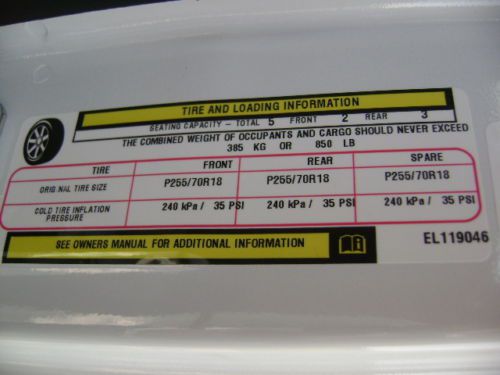 TIRE AND LOADING INFORMATION
SEATING CAPACITY - TOTAL 5 FRONT 2 REAR 3
THE COMBINED WEIGHT OF OCCUPANTS AND CARGO SHOULD NEVER EXCEED
385 KG OR 850 LB
TIRE FRONT REAR SPARE
ORIGINAL TIRE SIZE P255/70R18 P255/70R18 P255/70R18
COLD TIRE INFLATION PRESSURE 240 kPa / 35 PSI 240 kPa / 35 PSI 240 kPa / 35 PSI
SEE OWNERS MANUAL FOR ADDITIONAL INFORMATION
EL119046